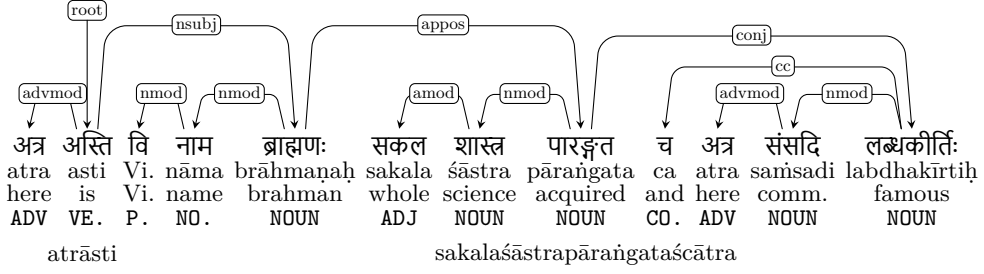 root
nsubj appos conj
cc
advmod nmod nmod amod nmod advmod nmod
अत्र अस्ति वि नाम ब्राह्मणः सकल शास्त्र पारङ्गत च अत्र संसदि लब्धकीर्तिः
atra asti Vi. nāma brāhmaṇaḥ sakala śāstra pāraṅgata ca atra saṁsadi labdhakīrtiḥ
here is Vi. name brahman whole science acquired and here comm. famous
ADV VE. P. NO. NOUN ADJ NOUN NOUN CO. ADV NOUN NOUN
atrāsti sakalaśāstrapāraṅgataścātra